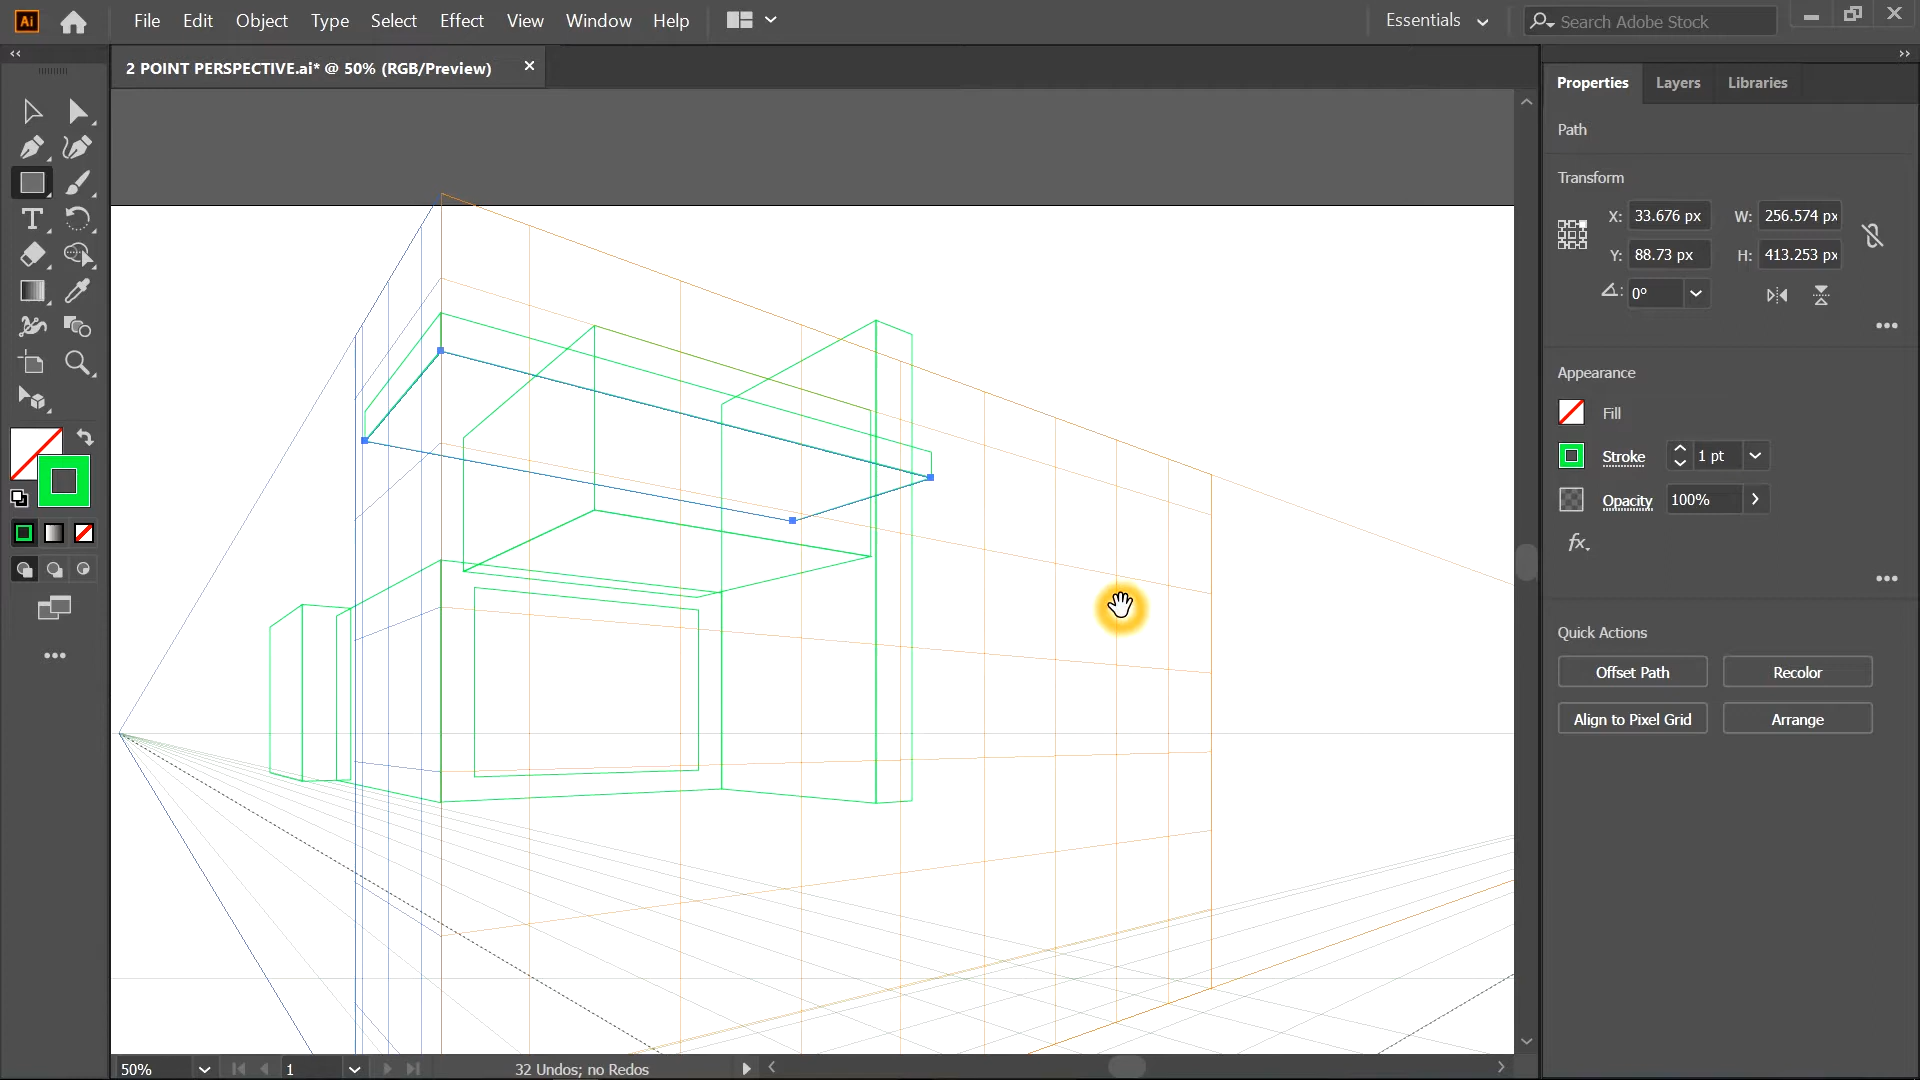 Ai File Edit Object Type Select Effect View Window Help Essentials Search Adobe Stock
2 POINT PERSPECTIVE.ai* @ 50% (RGB/Preview)
Properties Layers Libraries
Path
Transform
X: 33.676 px W: 256.574 px
Y: 88.73 px H: 413.253 px
0°
Appearance
Fill
Stroke 1 pt
Opacity 100%
fx.
Quick Actions
Offset Path Recolor
Align to Pixel Grid Arrange
50% 1 32 Undos; no Redos